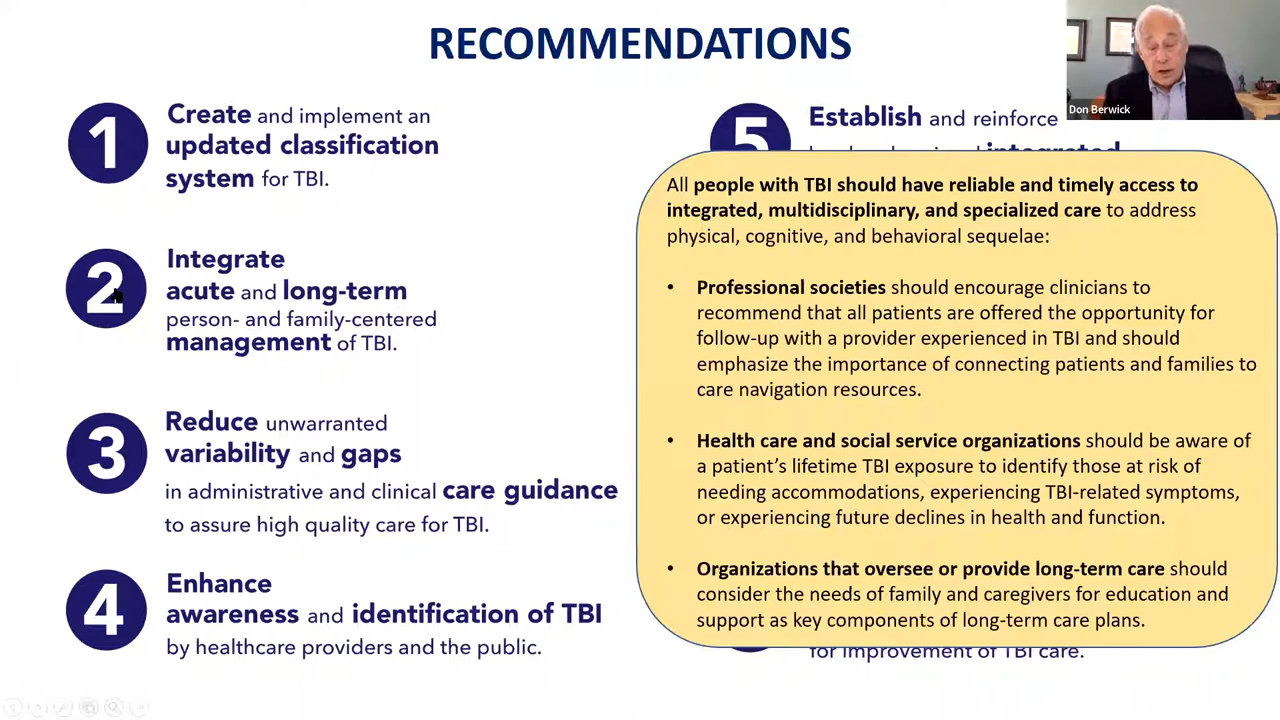 RECOMMENDATIONS
Don Berwick
1
Create and implement an
updated classification
system for TBI.
2
Integrate
acute and long-term
person- and family-centered
management of TBI.
3
Reduce unwarranted
variability and gaps
in administrative and clinical care guidance
to assure high quality care for TBI.
4
Enhance
awareness and identification of TBI
by healthcare providers and the public.
5
Establish and reinforce
integrated
All people with TBI should have reliable and timely access to
integrated, multidisciplinary, and specialized care to address
physical, cognitive, and behavioral sequelae:
• Professional societies should encourage clinicians to
recommend that all patients are offered the opportunity for
follow-up with a provider experienced in TBI and should
emphasize the importance of connecting patients and families to
care navigation resources.
• Health care and social service organizations should be aware of
a patient's lifetime TBI exposure to identify those at risk of
needing accommodations, experiencing TBI-related symptoms,
or experiencing future declines in health and function.
• Organizations that oversee or provide long-term care should
consider the needs of family and caregivers for education and
support as key components of long-term care plans.
for improvement of TBI care.